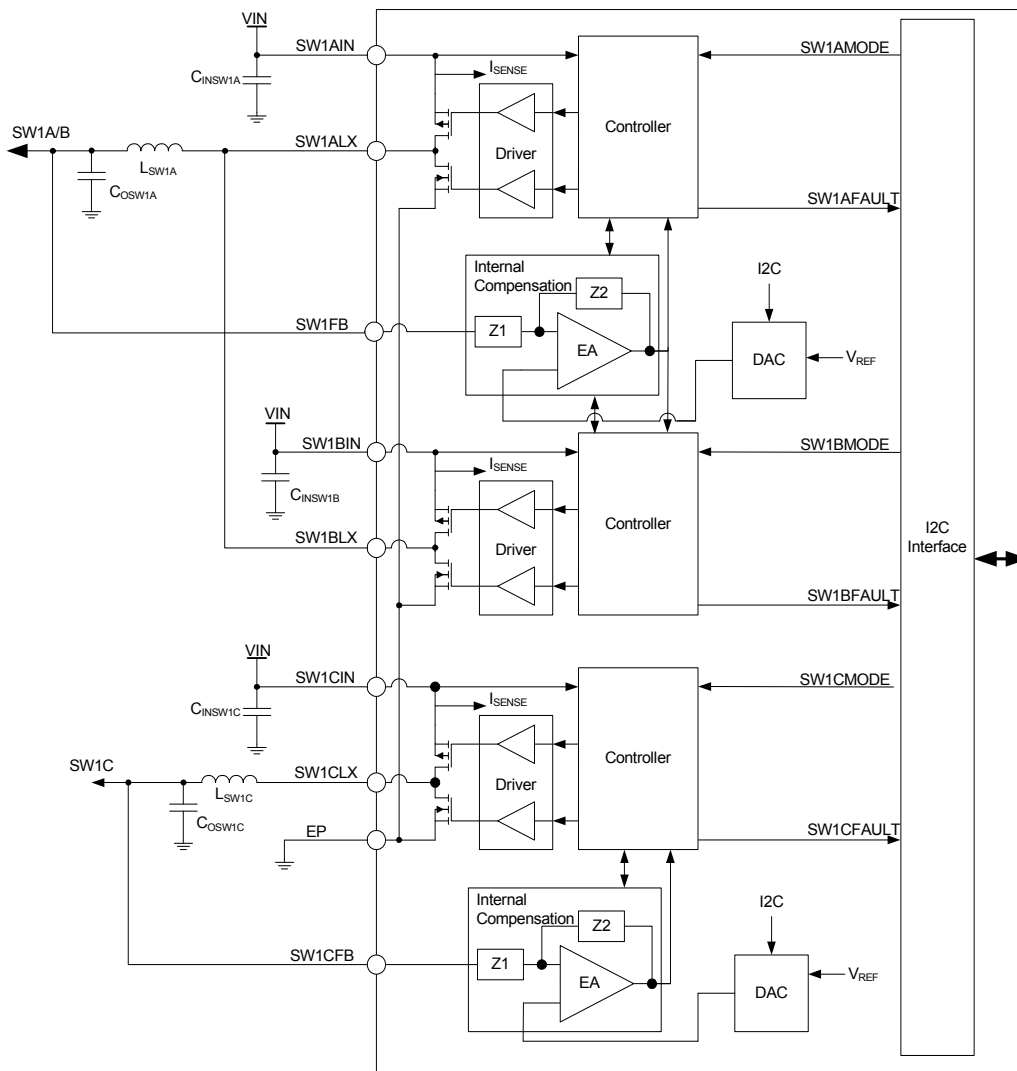 VIN
SW1AIN
CINSW1A
ISENSE
SW1AMODE
Controller
Driver
SW1A/B
LSW1A
COSW1A
SW1ALX
SW1AFAULT
Internal
Compensation
Z2
Z1
EA
SW1FB
I2C
DAC
VREF
VIN
SW1BIN
CINSW1B
ISENSE
SW1BMODE
Controller
Driver
SW1BLX
SW1BFAULT
I2C
Interface
VIN
SW1CIN
CINSW1C
ISENSE
SW1CMODE
Controller
Driver
SW1C
LSW1C
COSW1C
SW1CLX
EP
SW1CFAULT
Internal
Compensation
Z2
Z1
EA
SW1CFB
I2C
DAC
VREF